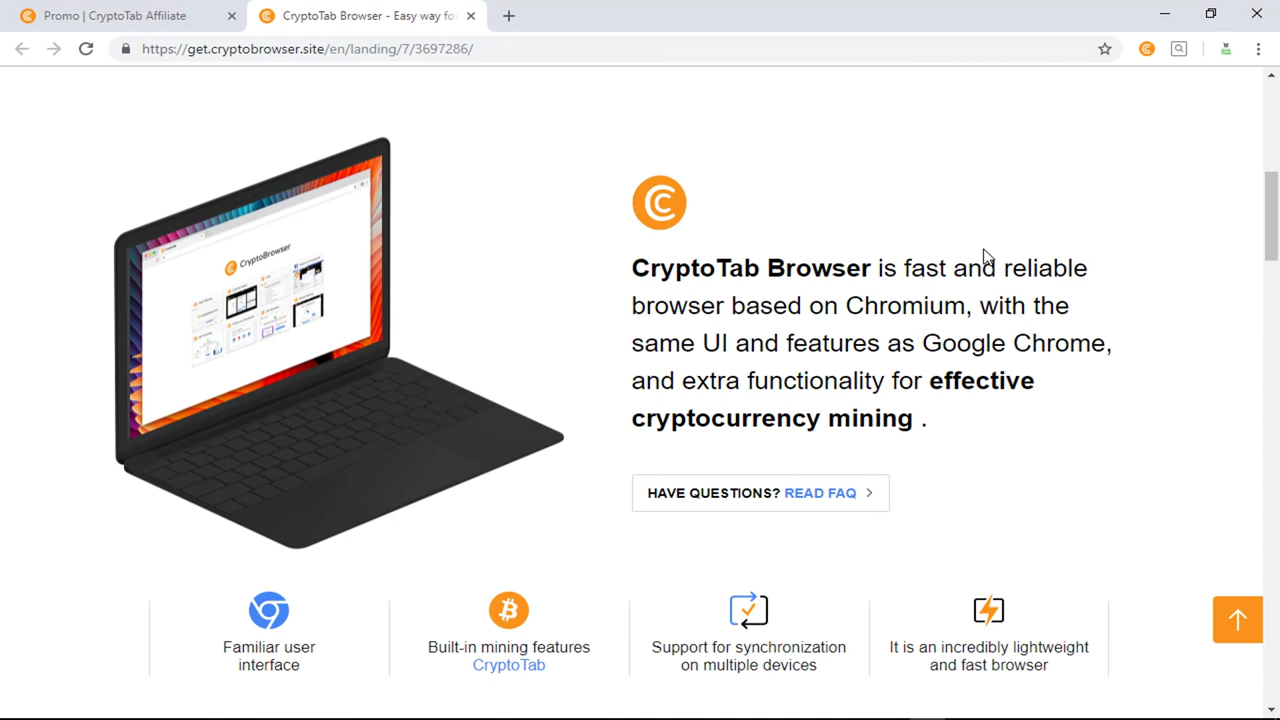 Promo | CryptoTab Affiliate
CryptoTab Browser - Easy way for
https://get.cryptobrowser.site/en/landing/7/3697286/
CryptoBrowser
CryptoTab Browser is fast and reliable
browser based on Chromium, with the
same UI and features as Google Chrome,
and extra functionality for effective
cryptocurrency mining .
HAVE QUESTIONS? READ FAQ
Familiar user
interface
Built-in mining features
CryptoTab
Support for synchronization
on multiple devices
It is an incredibly lightweight
and fast browser